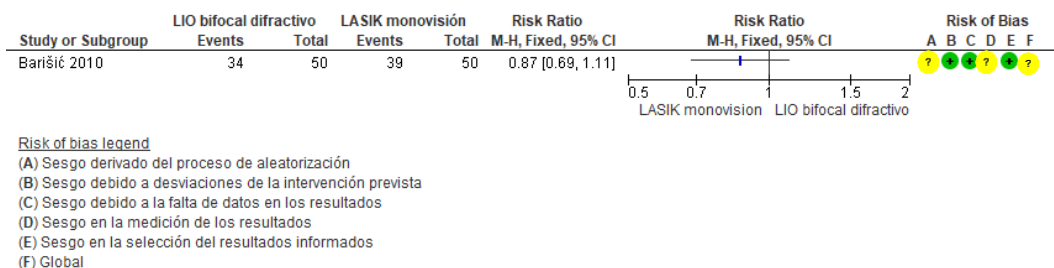 LIO bifocal difractivo LASIK monovisión Risk Ratio Risk Ratio Risk of Bias
Study or Subgroup Events Total Events Total M-H, Fixed, 95% CI M-H, Fixed, 95% CI A B C D E F
Barišić 2010 34 50 39 50 0.87 [0.69, 1.11] ? + + ? + ?
0.5 0.7 1 1.5 2
LASIK monovision LIO bifocal difractivo
Risk of bias legend
(A) Sesgo derivado del proceso de aleatorización
(B) Sesgo debido a desviaciones de la intervención prevista
(C) Sesgo debido a la falta de datos en los resultados
(D) Sesgo en la medición de los resultados
(E) Sesgo en la selección del resultados informados
(F) Global